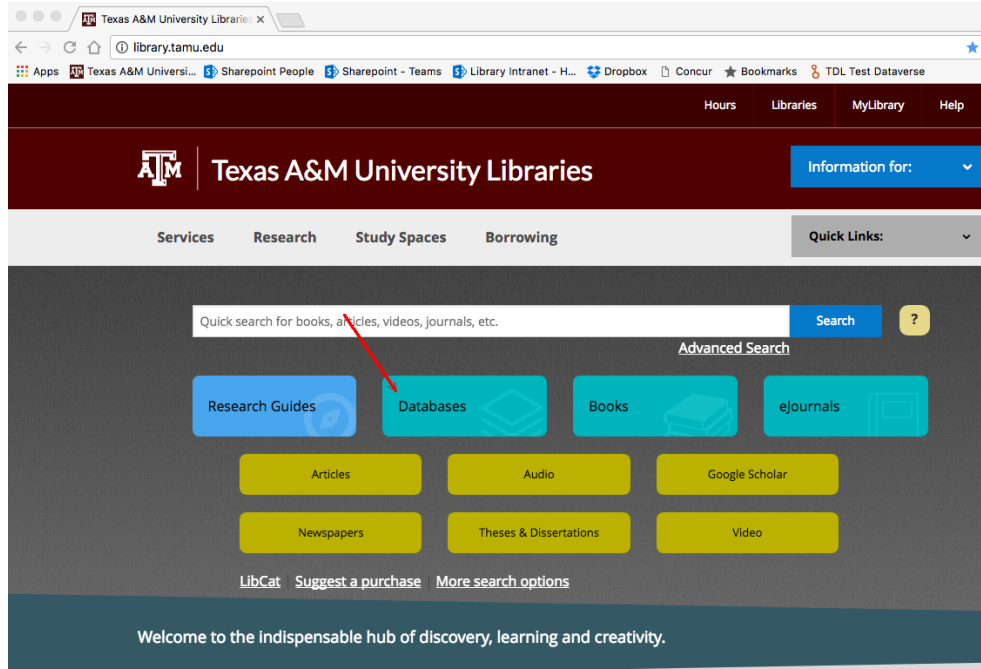 Texas A&M University Librarie
library.tamu.edu
Apps Texas A&M Universi... Sharepoint People Sharepoint - Teams Library Intranet - H... Dropbox Concur Bookmarks TDL Test Dataverse
Hours Libraries MyLibrary Help
ĀM Texas A&M University Libraries Information for:
Services Research Study Spaces Borrowing Quick Links:
Quick search for books, articles, videos, journals, etc. Search ?
Advanced Search
Research Guides Databases Books eJournals
Articles Audio Google Scholar
Newspapers Theses & Dissertations Video
LibCat Suggest a purchase More search options
Welcome to the indispensable hub of discovery, learning and creativity.